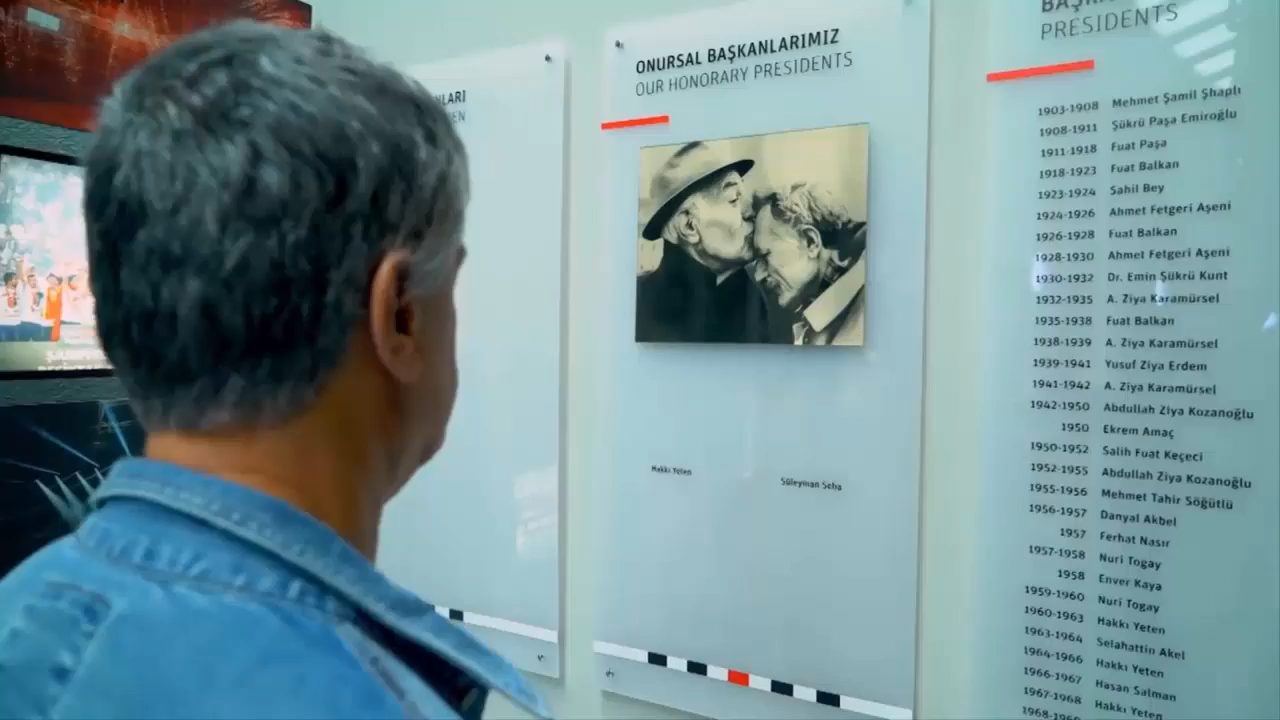 ONURSAL BAŞKANLARIMIZ
OUR HONORARY PRESIDENTS
Hakkı Yeten
Süleyman Seba
PRESIDENTS
1903-1908 Mehmet Şamil Şhaplı
1908-1911 Şükrü Paşa Emiroğlu
1911-1918 Fuat Paşa
1918-1923 Fuat Balkan
1923-1924 Sahil Bey
1924-1926 Ahmet Fetgeri Aşeni
1926-1928 Fuat Balkan
1928-1930 Ahmet Fetgeri Aşeni
1930-1932 Dr. Emin Şükrü Kunt
1932-1935 A. Ziya Karamürsel
1935-1938 Fuat Balkan
1938-1939 A. Ziya Karamürsel
1939-1941 Yusuf Ziya Erdem
1941-1942 A. Ziya Karamürsel
1942-1950 Abdullah Ziya Kozanoğlu
1950 Ekrem Amaç
1950-1952 Salih Fuat Keçeci
1952-1955 Abdullah Ziya Kozanoğlu
1955-1956 Mehmet Tahir Söğütlü
1956-1957 Danyal Akbel
1957 Ferhat Nasır
1957-1958 Nuri Togay
1958 Enver Kaya
1959-1960 Nuri Togay
1960-1963 Hakkı Yeten
1963-1964 Selahattin Akel
1964-1966 Hakkı Yeten
1966-1967 Hasan Salman
1967-1968 Hakkı Yeten